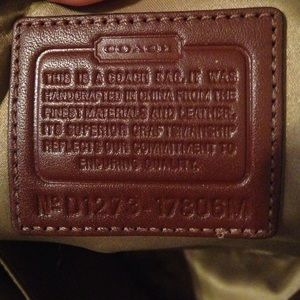 COACH
THIS IS A COACH BAG. IT WAS
HANDCRAFTED IN CHINA FROM THE
FINEST MATERIALS AND LEATHER.
ITS SUPERIOR CRAFTSMANSHIP
REFLECTS OUR COMMITMENT TO
ENDURING QUALITY.
Nº D1273-17606M